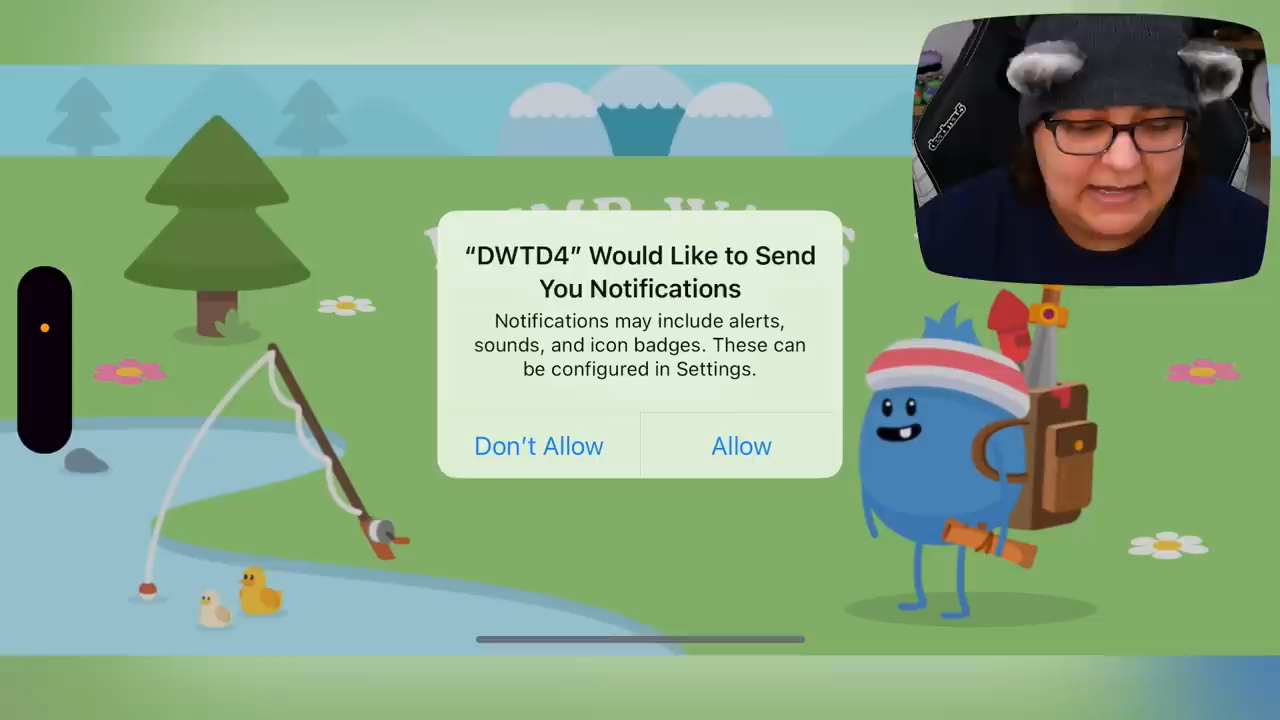 “DWTD4” Would Like to Send
You Notifications
Notifications may include alerts,
sounds, and icon badges. These can
be configured in Settings.
Don’t Allow
Allow
deadmau5